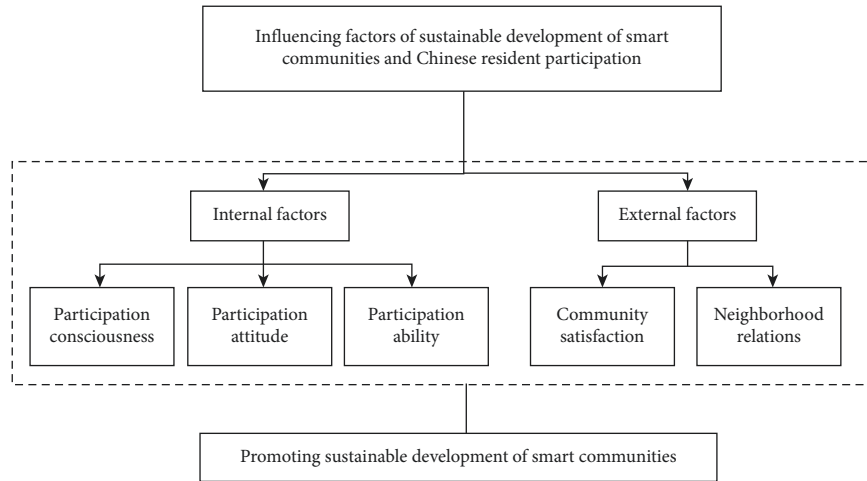 Influencing factors of sustainable development of smart
communities and Chinese resident participation
Internal factors
External factors
Participation
consciousness
Participation
attitude
Participation
ability
Community
satisfaction
Neighborhood
relations
Promoting sustainable development of smart communities